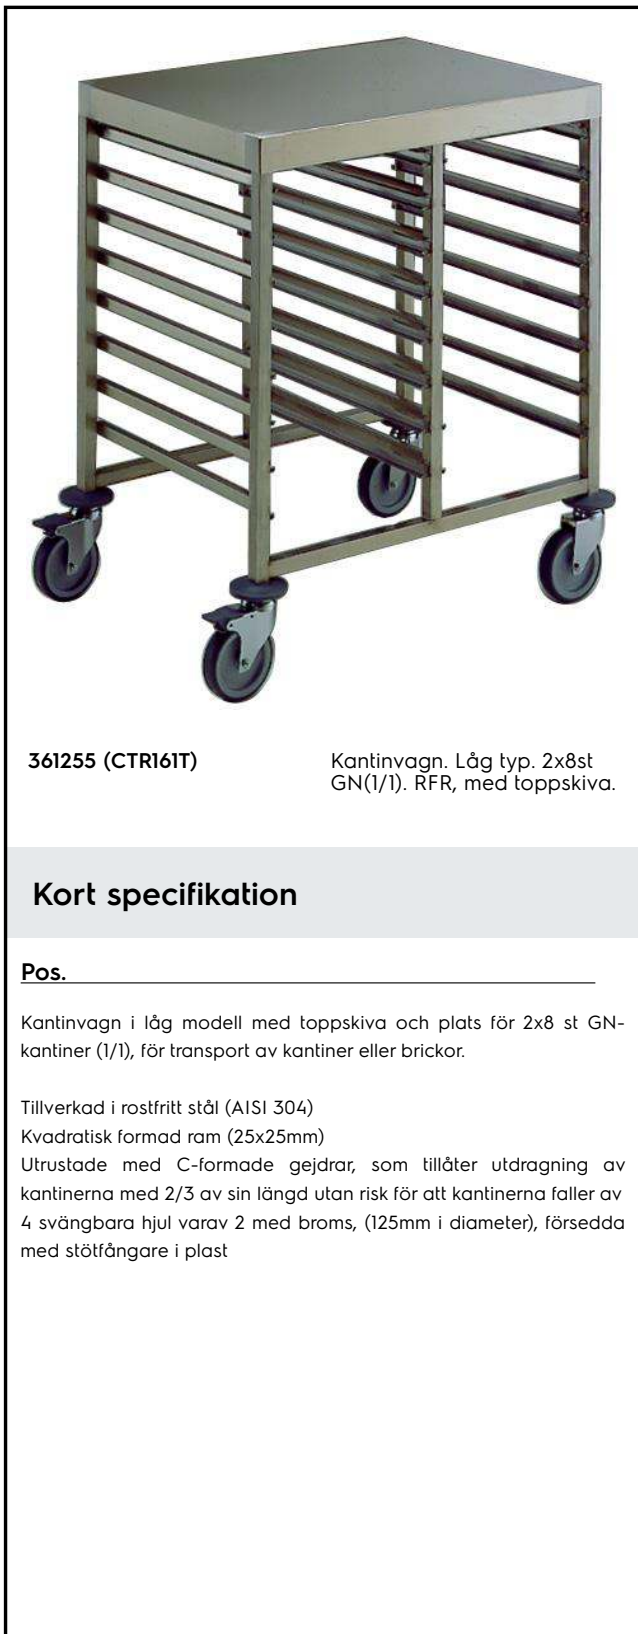 361255 (CTR161T)
Kantinvagn. Låg typ. 2x8st
GN(1/1). RFR, med toppskiva.
Kort specifikation
Pos.
Kantinvagn i låg modell med toppskiva och plats för 2x8 st GN-
kantiner (1/1), för transport av kantiner eller brickor.
Tillverkad i rostfritt stål (AISI 304)
Kvadratisk formad ram (25x25mm)
Utrustade med C-formade gejdrar, som tillåter utdragning av
kantinerna med 2/3 av sin längd utan risk för att kantinerna faller av
4 svängbara hjul varav 2 med broms, (125mm i diameter), försedda
med stötfångare i plast